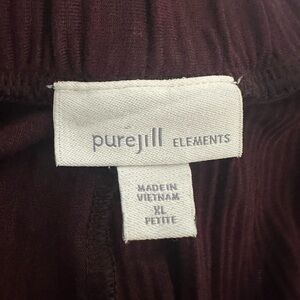 purejill ELEMENTS
MADE IN
VIETNAM
XL
PETITE